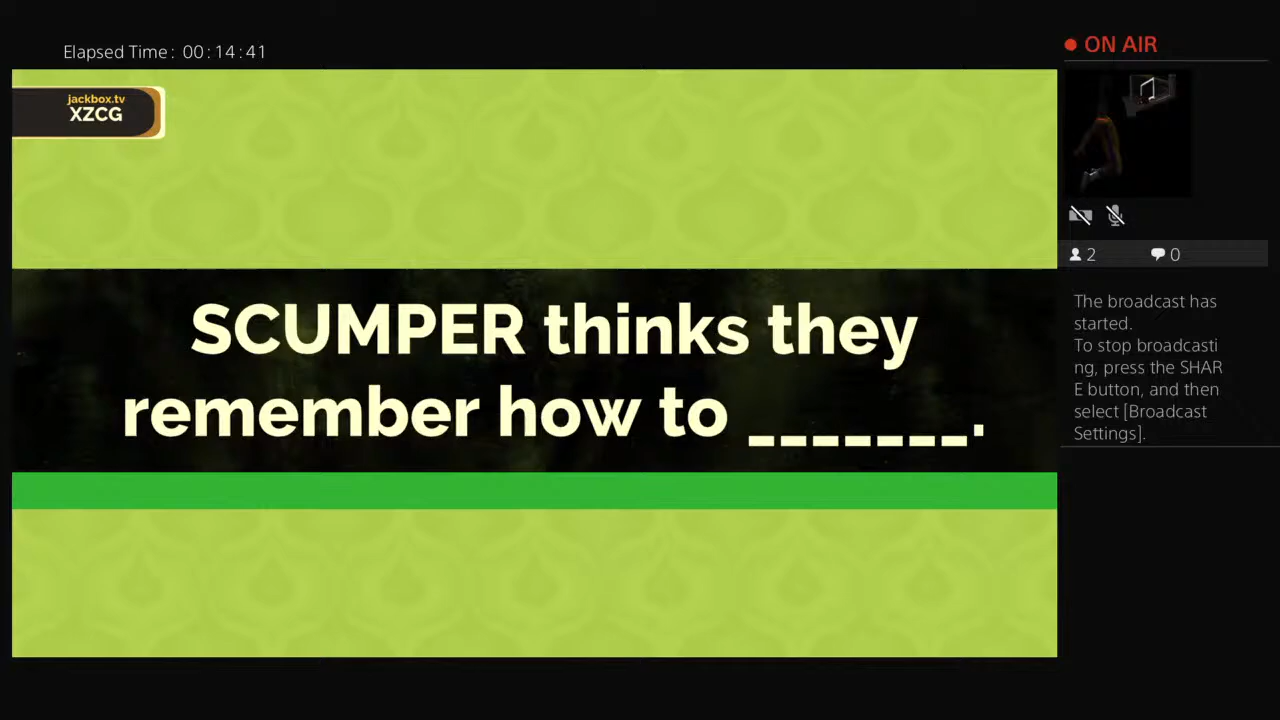 Elapsed Time: 00:14:41
ON AIR
jackbox.tv
XZCG
2 0
SCUMPER thinks they
remember how to _______.
The broadcast has
started.
To stop broadcasti
ng, press the SHAR
E button, and then
select [Broadcast
Settings].